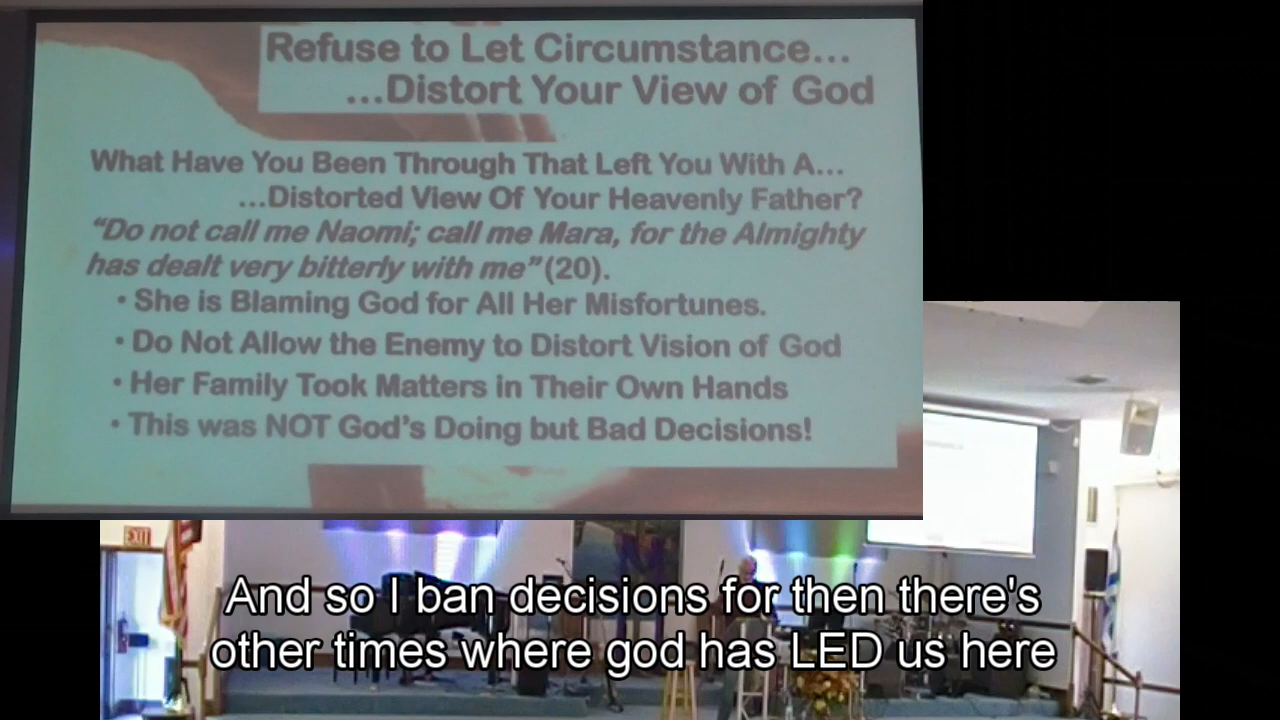 Refuse to Let Circumstance...
...Distort Your View of God
What Have You Been Through That Left You With A...
...Distorted View Of Your Heavenly Father?
“Do not call me Naomi; call me Mara, for the Almighty
has dealt very bitterly with me” (20).
• She is Blaming God for All Her Misfortunes.
• Do Not Allow the Enemy to Distort Vision of God
• Her Family Took Matters in Their Own Hands
• This was NOT God’s Doing but Bad Decisions!
EXIT
And so I ban decisions for then there's
other times where god has LED us here